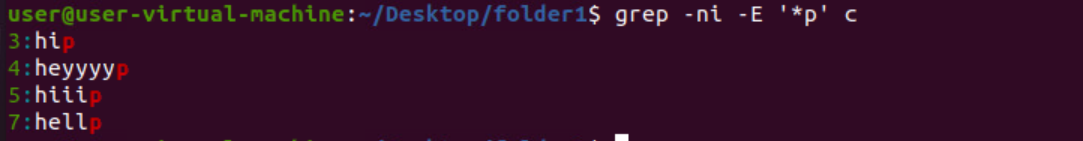 user@user-virtual-machine:~/Desktop/folder1$ grep -ni -E '*p' c
3:hip
4:heyyyyp
5:hiiip
7:hellp